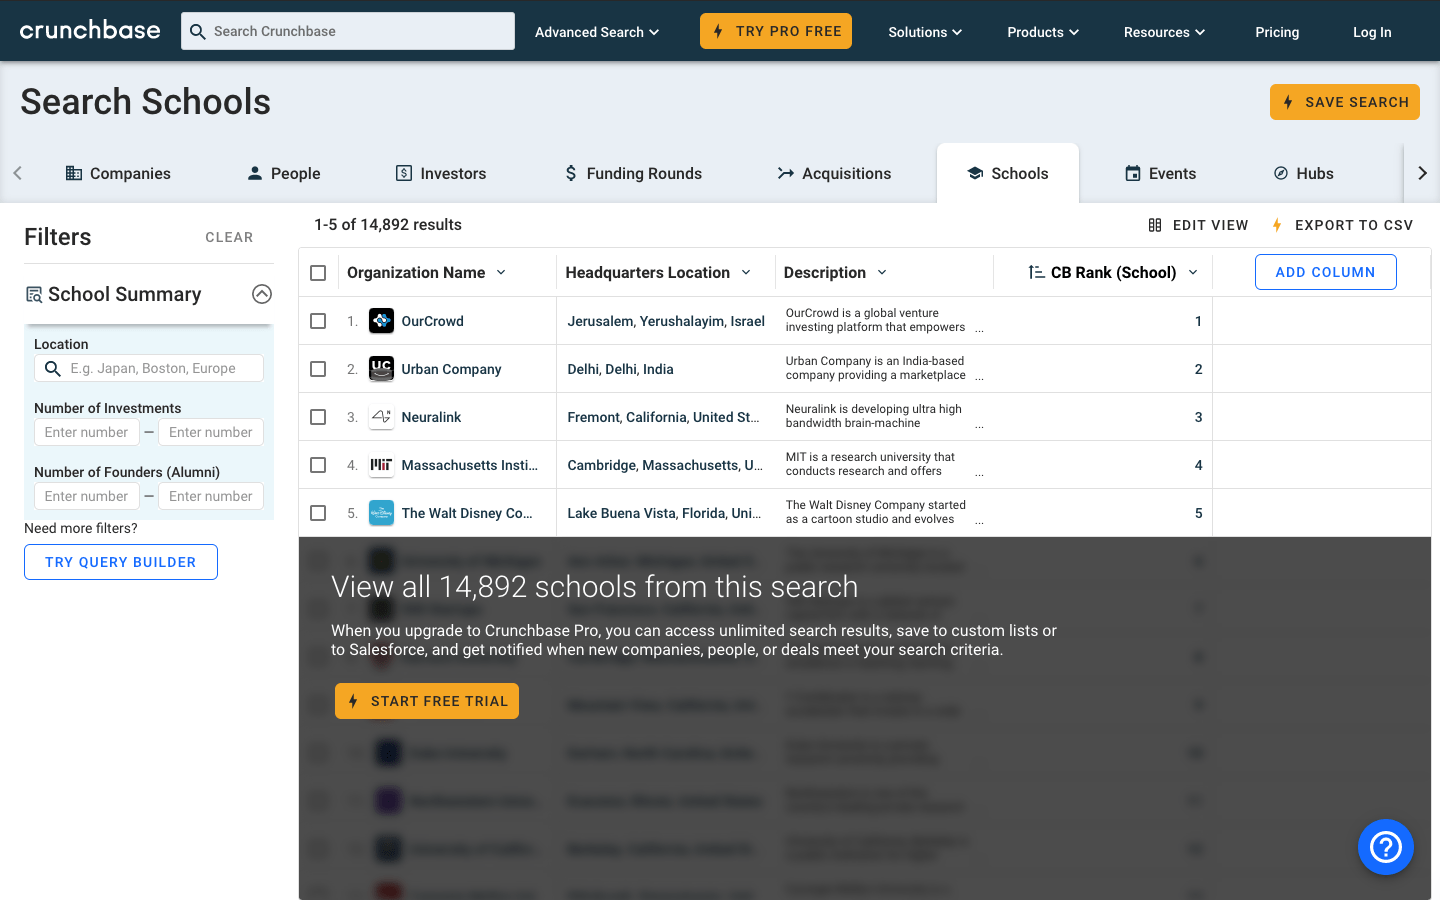 crunchbase
Search Crunchbase
Advanced Search
TRY PRO FREE
Solutions
Products
Resources
Pricing
Log In
Search Schools
SAVE SEARCH
Companies
People
Investors
Funding Rounds
Acquisitions
Schools
Events
Hubs
Filters
CLEAR
1-5 of 14,892 results
EDIT VIEW
EXPORT TO CSV
School Summary
Location
E.g. Japan, Boston, Europe
Number of Investments
Enter number — Enter number
Number of Founders (Alumni)
Enter number — Enter number
Need more filters?
TRY QUERY BUILDER
Organization Name
Headquarters Location
Description
CB Rank (School)
ADD COLUMN
1. OurCrowd
Jerusalem, Yerushalayim, Israel
OurCrowd is a global venture
investing platform that empowers ...
1
2. UC Urban Company
Delhi, Delhi, India
Urban Company is an India-based
company providing a marketplace ...
2
3. Neuralink
Fremont, California, United St...
Neuralink is developing ultra high
bandwidth brain-machine ...
3
4. Massachusetts Insti...
Cambridge, Massachusetts, U...
MIT is a research university that
conducts research and offers ...
4
5. The Walt Disney Co...
Lake Buena Vista, Florida, Uni...
The Walt Disney Company started
as a cartoon studio and evolves ...
5
View all 14,892 schools from this search
When you upgrade to Crunchbase Pro, you can access unlimited search results, save to custom lists or
to Salesforce, and get notified when new companies, people, or deals meet your search criteria.
START FREE TRIAL